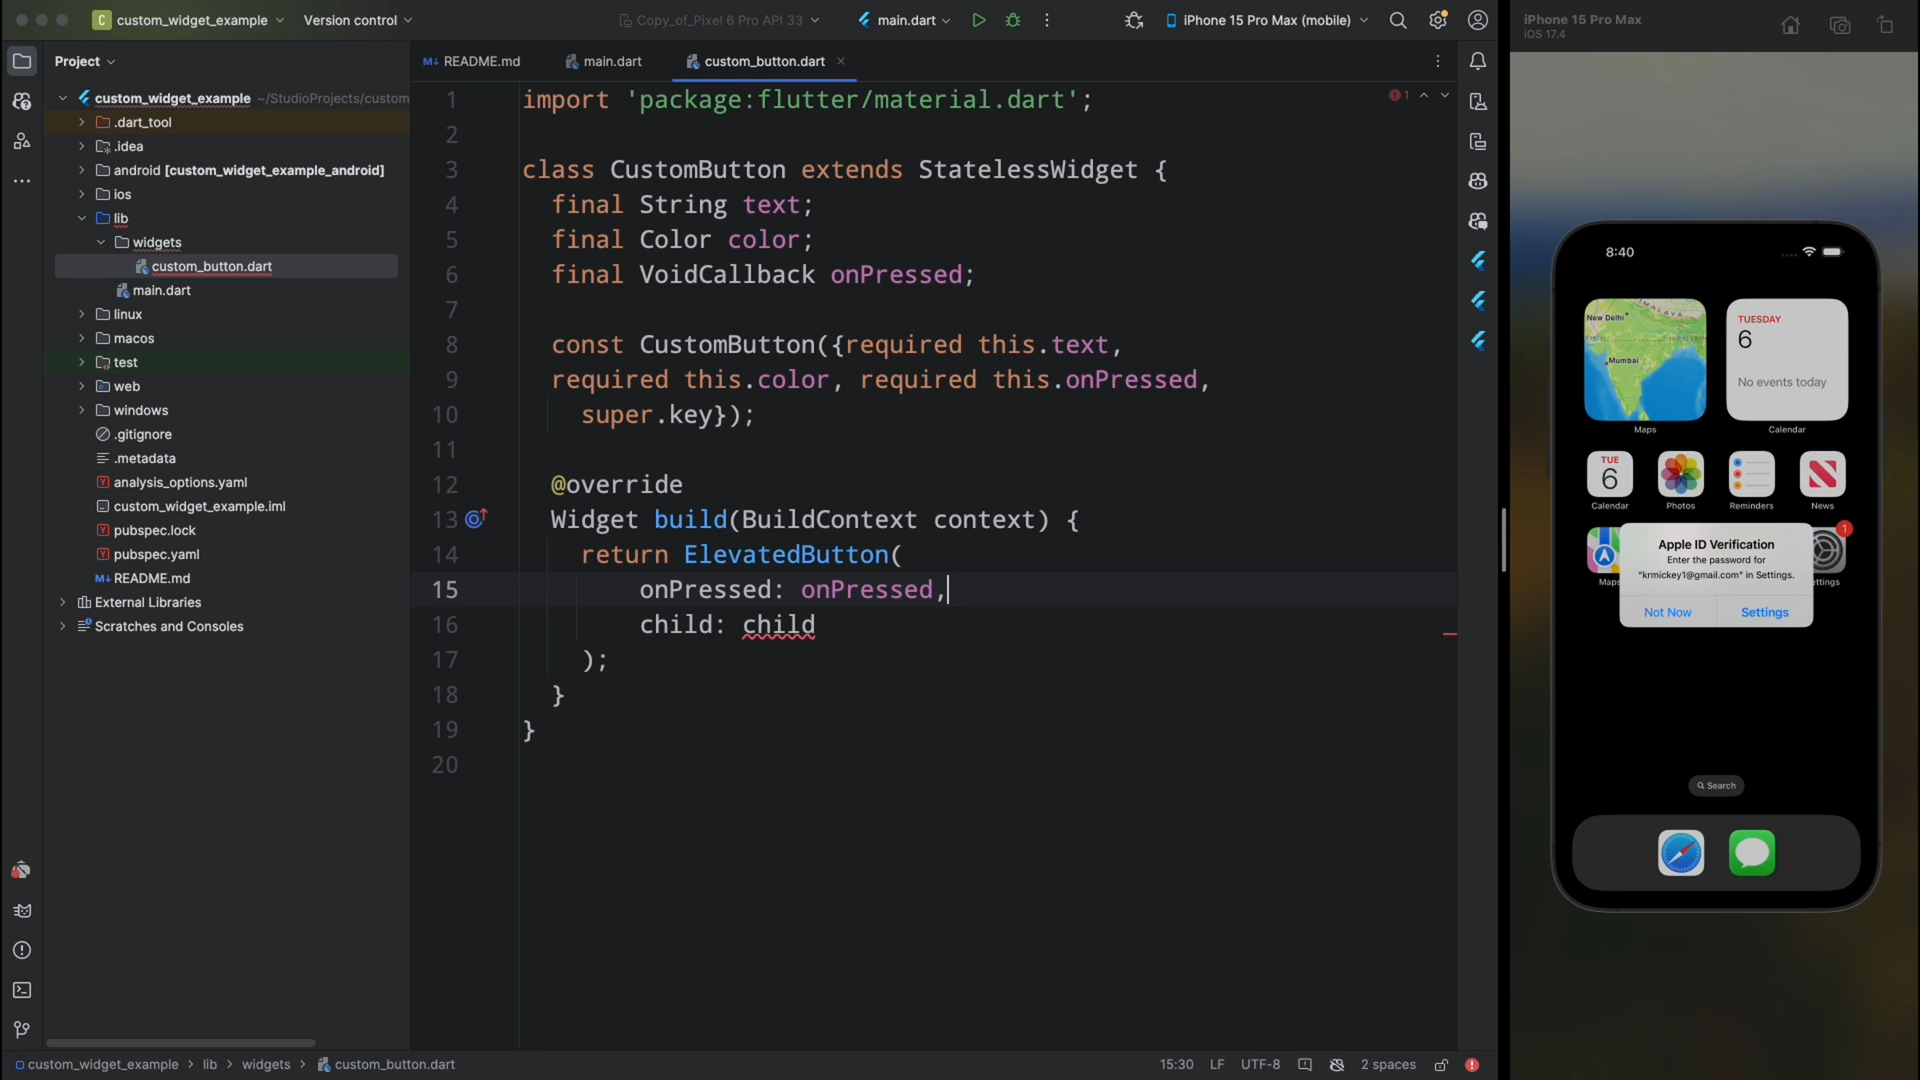 C custom_widget_example
Version control
Copy_of_Pixel 6 Pro API 33
main.dart
iPhone 15 Pro Max (mobile)
Project
README.md
main.dart
custom_button.dart
custom_widget_example ~/StudioProjects/custom
.dart_tool
.idea
android [custom_widget_example_android]
ios
lib
widgets
custom_button.dart
main.dart
linux
macos
test
web
windows
.gitignore
.metadata
analysis_options.yaml
custom_widget_example.iml
pubspec.lock
pubspec.yaml
README.md
External Libraries
Scratches and Consoles
1 import 'package:flutter/material.dart';
1
2
3 class CustomButton extends StatelessWidget {
4 final String text;
5 final Color color;
6 final VoidCallback onPressed;
7
8 const CustomButton({required this.text,
9 required this.color, required this.onPressed,
10 super.key});
11
12 @override
13 Widget build(BuildContext context) {
14 return ElevatedButton(
15 onPressed: onPressed,
16 child: child
17 );
18 }
19 }
20
custom_widget_example > lib > widgets > custom_button.dart
15:30 LF UTF-8 2 spaces
iPhone 15 Pro Max
iOS 17.4
8:40
HIMALAYA
New Delhi
Mumbai
Maps
TUESDAY
6
No events today
Calendar
TUE
6
Calendar
Photos
Reminders
News
1
Apple ID Verification
Enter the password for
“krmickey1@gmail.com” in Settings.
Not Now
Settings
Search